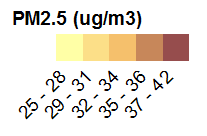 PM2.5 (ug/m3)
25 - 28
29 - 31
32 - 34
35 - 36
37 - 42